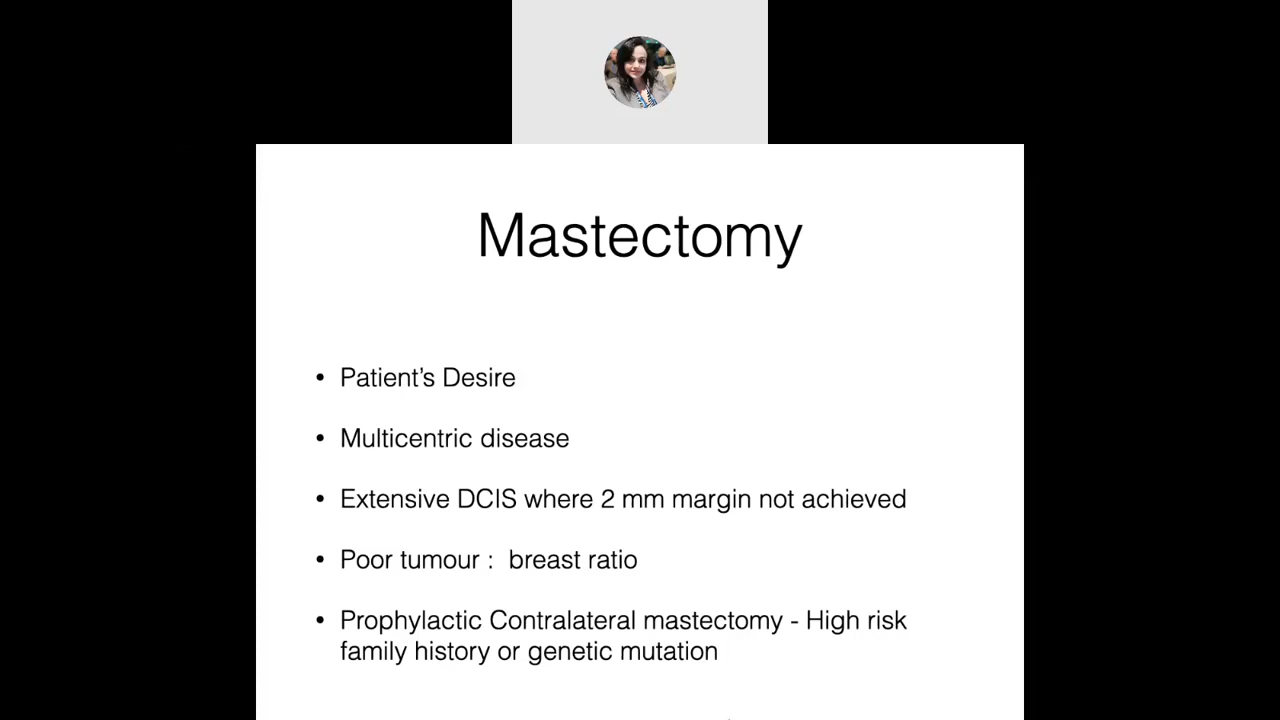 Mastectomy
• Patient’s Desire
• Multicentric disease
• Extensive DCIS where 2 mm margin not achieved
• Poor tumour :  breast ratio
• Prophylactic Contralateral mastectomy - High risk
family history or genetic mutation